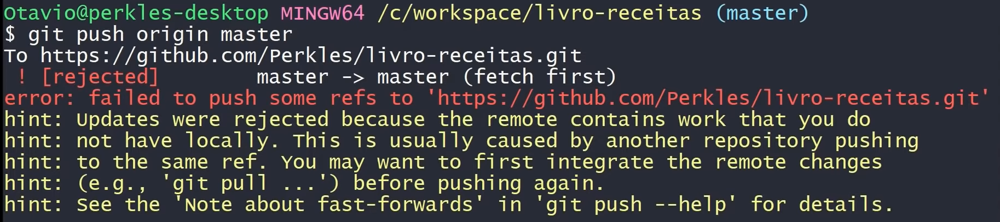 Otavio@perkles-desktop MINGW64 /c/workspace/livro-receitas (master)
$ git push origin master
To https://github.com/Perkles/livro-receitas.git
 ! [rejected]        master -> master (fetch first)
error: failed to push some refs to 'https://github.com/Perkles/livro-receitas.git'
hint: Updates were rejected because the remote contains work that you do
hint: not have locally. This is usually caused by another repository pushing
hint: to the same ref. You may want to first integrate the remote changes
hint: (e.g., 'git pull ...') before pushing again.
hint: See the 'Note about fast-forwards' in 'git push --help' for details.